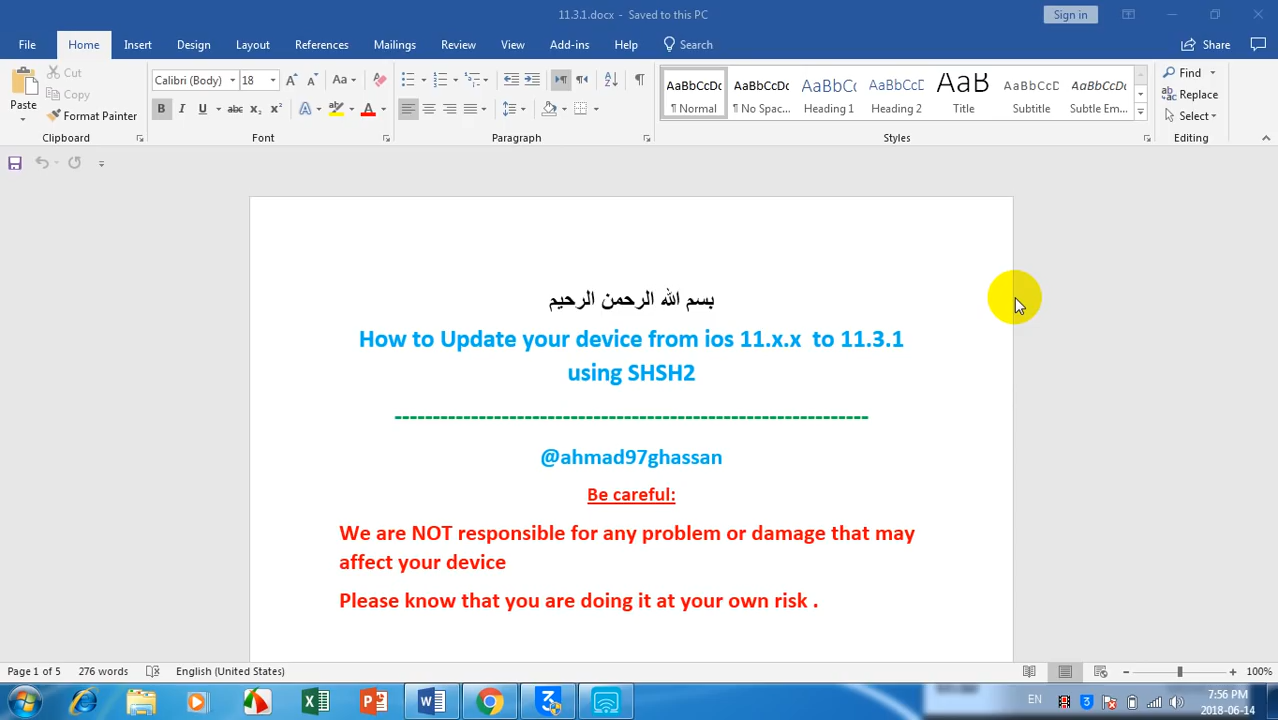 11.3.1.docx - Saved to this PC
Sign in
File Home Insert Design Layout References Mailings Review View Add-ins Help Search Share
Cut
Copy
Format Painter
Paste
Clipboard
Calibri (Body) 18
Font
Paragraph
AaBbCcDc AaBbCcDc AaBbCc AaBbCcC AaB AaBbCcD AaBbCcDc
¶ Normal ¶ No Spac... Heading 1 Heading 2 Title Subtitle Subtle Em...
Styles
Find
Replace
Select
Editing
بسم الله الرحمن الرحيم
How to Update your device from ios 11.x.x to 11.3.1
using SHSH2
--------------------------------------------------------------
@ahmad97ghassan
Be careful:
We are NOT responsible for any problem or damage that may
affect your device
Please know that you are doing it at your own risk .
Page 1 of 5 276 words English (United States) 100%
EN
7:56 PM
2018-06-14